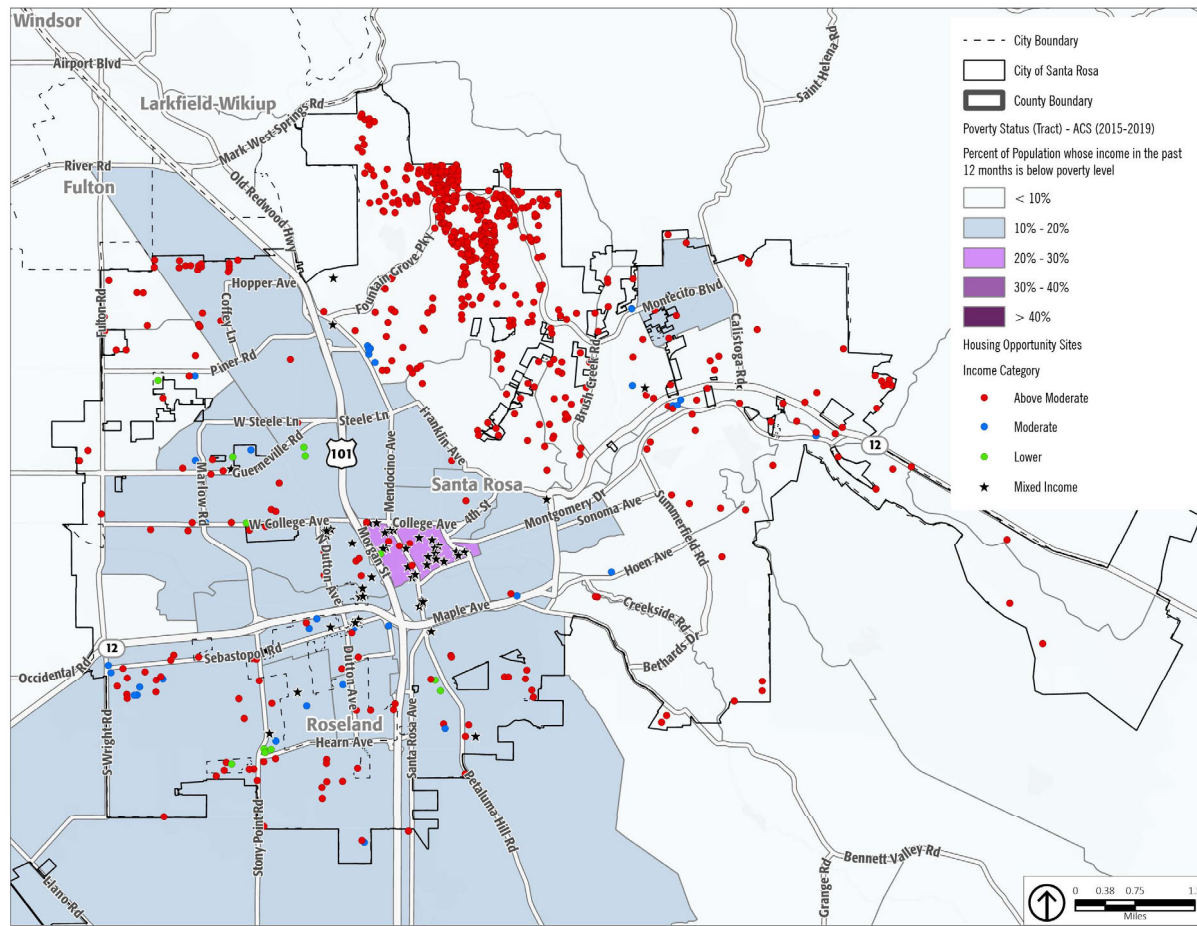 Windsor
Airport Blvd
Larkfield-Wikiup
Mark West Springs Rd
Saint Helena Rd
River Rd
Fulton
Old Redwood Hwy
Hopper Ave
Fountain Grove Pky
Montecito Blvd
Fulton Rd
Coffey Ln
Calistoga Rd
Piner Rd
Brush Creek Rd
W Steele Ln
Steele Ln
Franklin Ave
Guerneville Rd
101
Mendocino Ave
12
Marlow Rd
Santa Rosa
4th St
Montgomery Dr
Sonoma Ave
W College Ave
College Ave
Summerfield Rd
N Dutton Ave
Morgan St
Hoen Ave
Maple Ave
Creekside Rd
12
Sebastopol Rd
Bethards Dr
Occidental Rd
Dutton Ave
S Wright Rd
Roseland
Hearn Ave
Santa Rosa Ave
Stony Point Rd
Petaluma Hill Rd
Bennett Valley Rd
Llano Rd
Grange Rd
City Boundary
City of Santa Rosa
County Boundary
Poverty Status (Tract) - ACS (2015-2019)
Percent of Population whose income in the past
12 months is below poverty level
< 10%
10% - 20%
20% - 30%
30% - 40%
> 40%
Housing Opportunity Sites
Income Category
Above Moderate
Moderate
Lower
Mixed Income
0 0.38 0.75
Miles